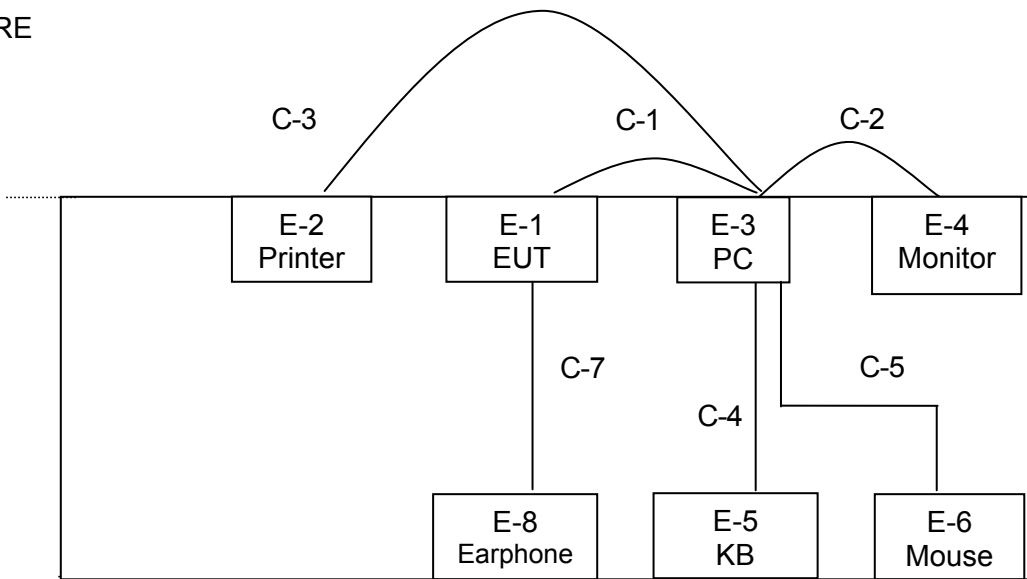 RE
C-3
C-1
C-2
E-2
Printer
E-1
EUT
E-3
PC
E-4
Monitor
C-7
C-5
C-4
E-8
Earphone
E-5
KB
E-6
Mouse